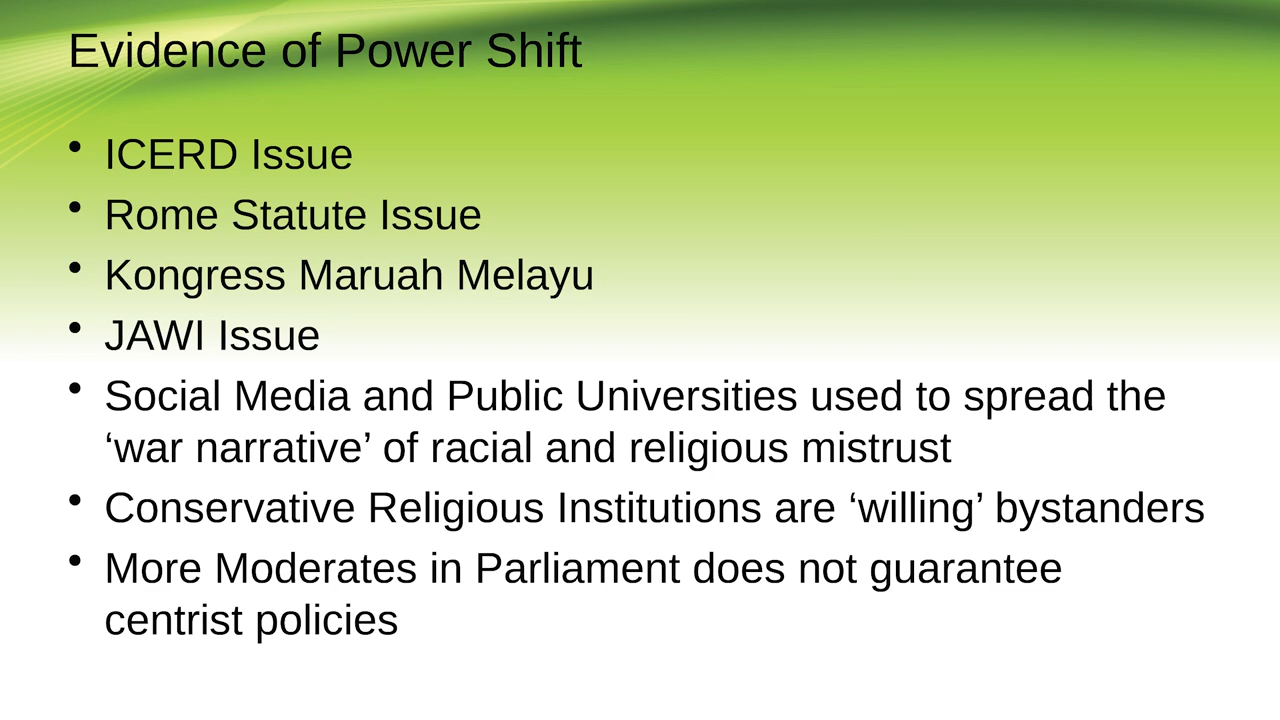 Evidence of Power Shift
• ICERD Issue
• Rome Statute Issue
• Kongress Maruah Melayu
• JAWI Issue
• Social Media and Public Universities used to spread the
‘war narrative’ of racial and religious mistrust
• Conservative Religious Institutions are ‘willing’ bystanders
• More Moderates in Parliament does not guarantee
centrist policies